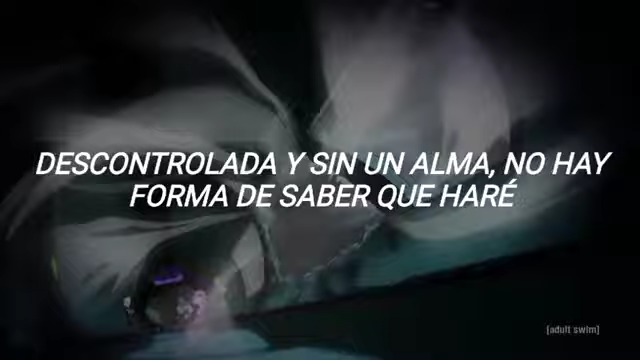 DESCONTROLADA Y SIN UN ALMA, NO HAY
FORMA DE SABER QUE HARÉ
[adult swim]